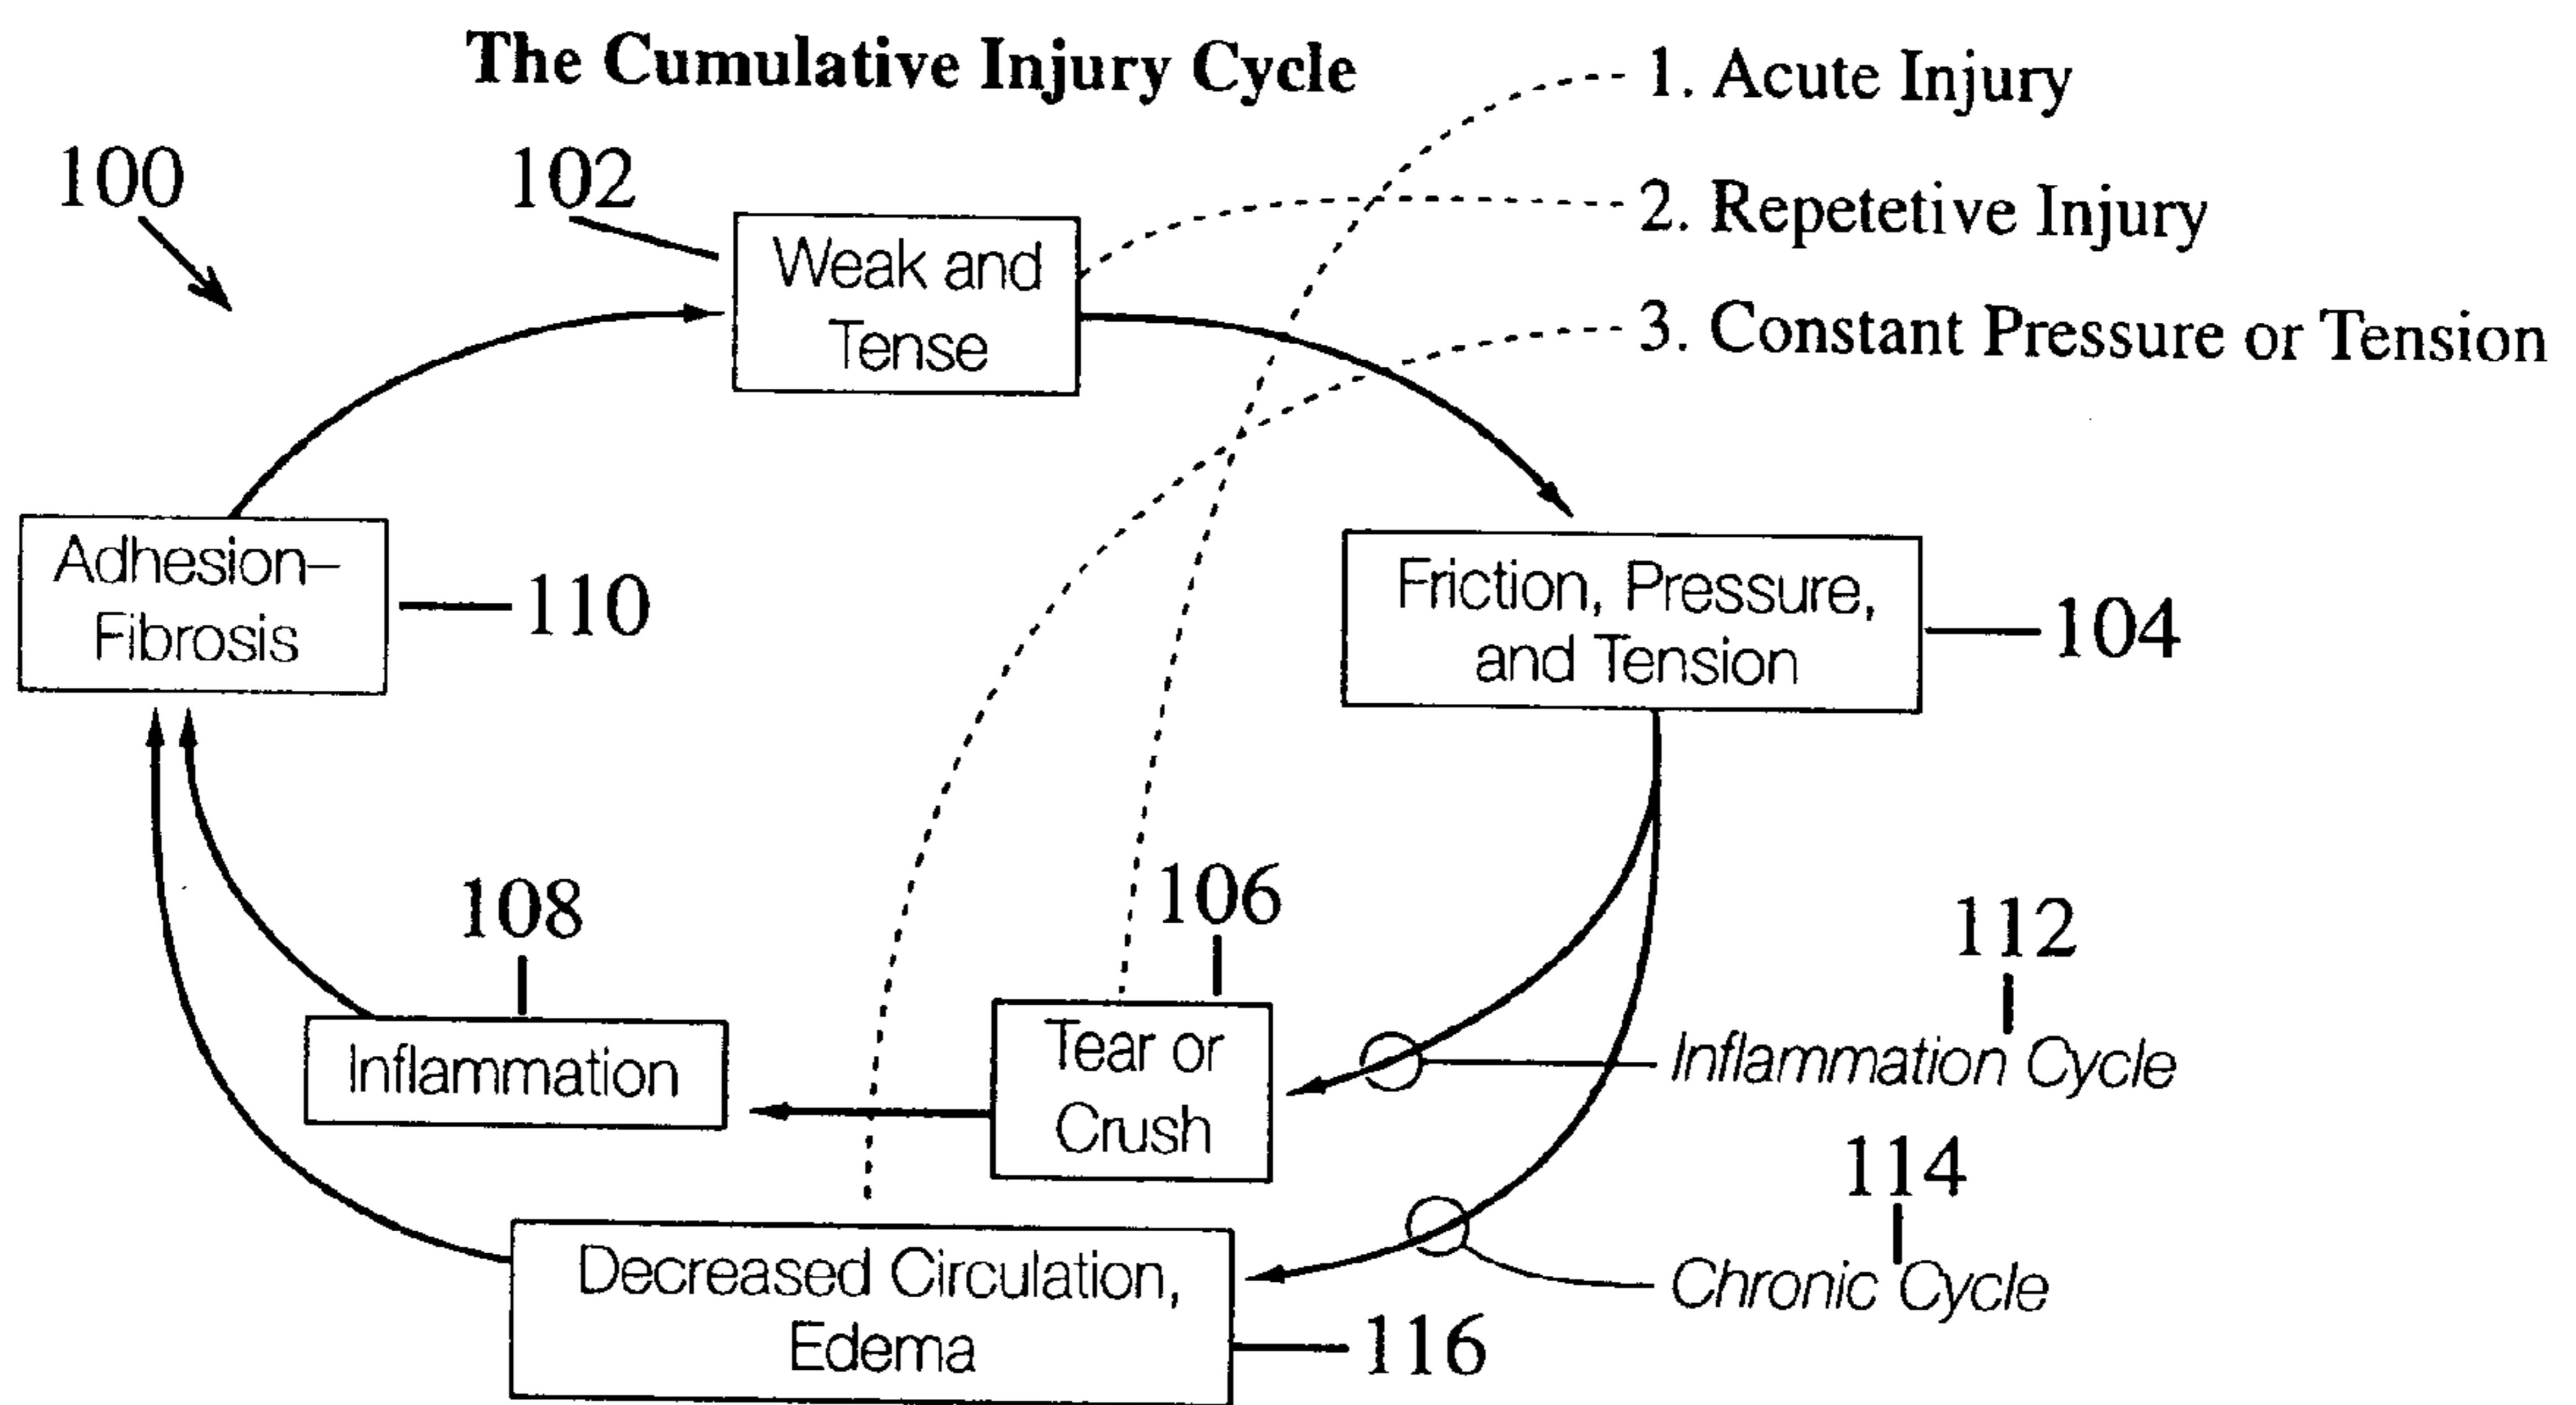 The Cumulative Injury Cycle
1. Acute Injury
100
102
2. Repetetive Injury
Weak and
Tense
3. Constant Pressure or Tension
Adhesion–
Fibrosis
110
Friction, Pressure,
and Tension
104
108
106
112
Inflammation
Tear or
Crush
Inflammation Cycle
114
Decreased Circulation,
Edema
Chronic Cycle
116